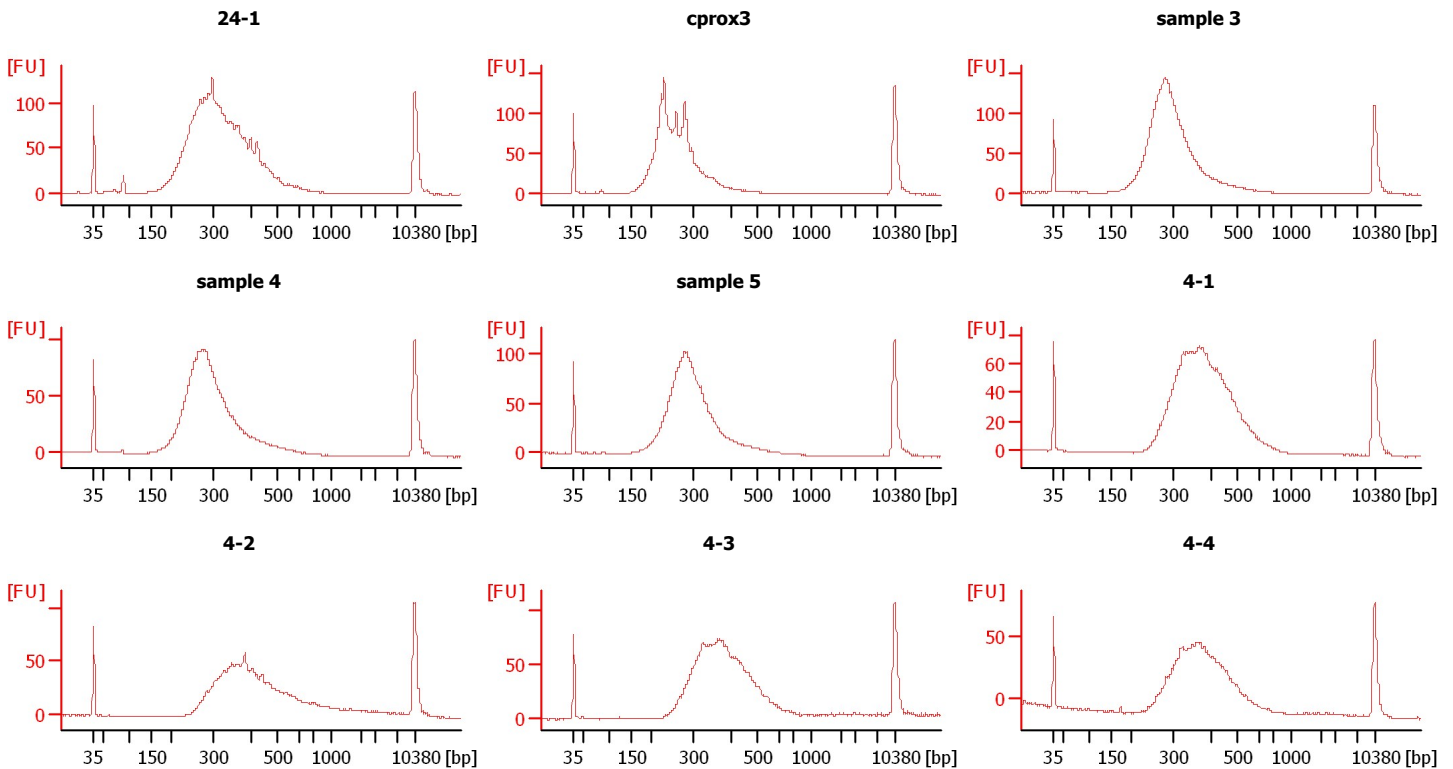 24-1 cprox3 sample 3
[FU] [FU] [FU]
100 100 100
50 50 50
0 0 0
35 150 300 500 1000 10380 [bp] 35 150 300 500 1000 10380 [bp] 35 150 300 500 1000 10380 [bp]
sample 4 sample 5 4-1
[FU] [FU] [FU]
50 100 60
0 50 40
0 20
0
35 150 300 500 1000 10380 [bp] 35 150 300 500 1000 10380 [bp] 35 150 300 500 1000 10380 [bp]
4-2 4-3 4-4
[FU] [FU] [FU]
50 50 50
0 0 0
35 150 300 500 1000 10380 [bp] 35 150 300 500 1000 10380 [bp] 35 150 300 500 1000 10380 [bp]